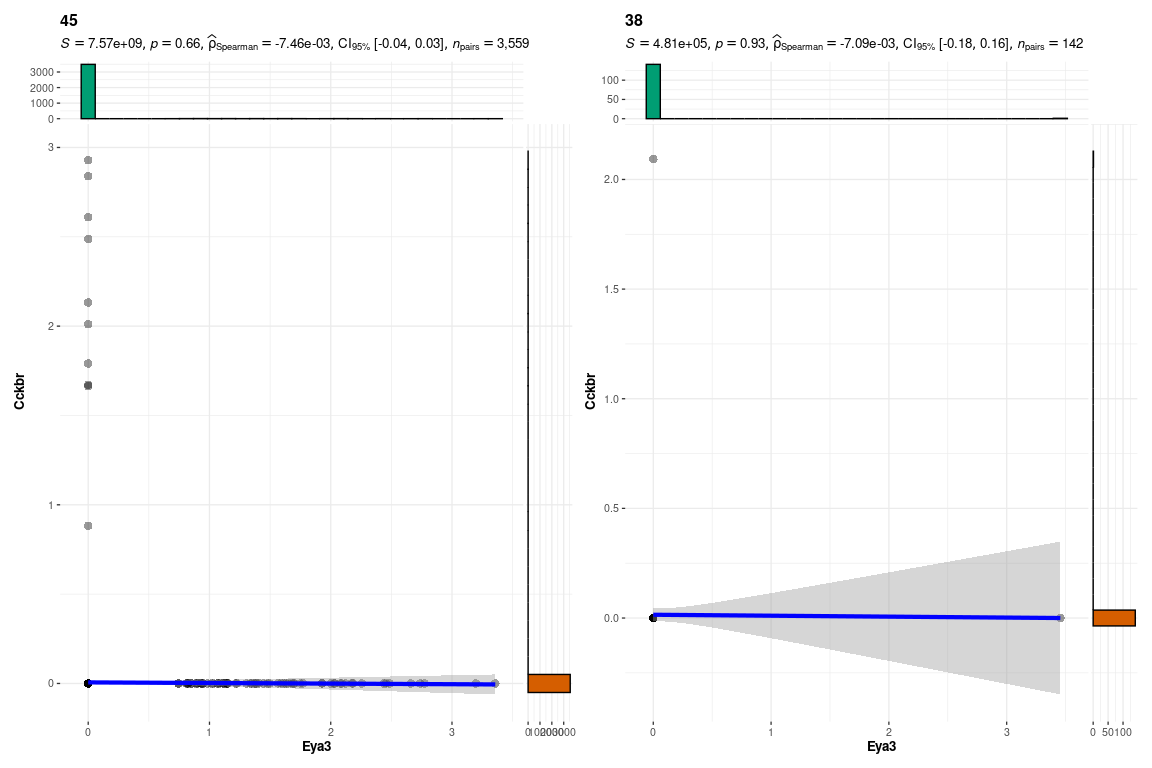 45
S = 7.57e+09, p = 0.66, ρ̂Spearman = -7.46e-03, CI95% [-0.04, 0.03], npairs = 3,559
3000
2000
1000
0
3
2
1
0
Cckbr
0 1 2 3
Eya3
38
S = 4.81e+05, p = 0.93, ρ̂Spearman = -7.09e-03, CI95% [-0.18, 0.16], npairs = 142
100
50
0
2.0
1.5
1.0
0.5
0.0
Cckbr
0 1 2 3
0 50 100
Eya3